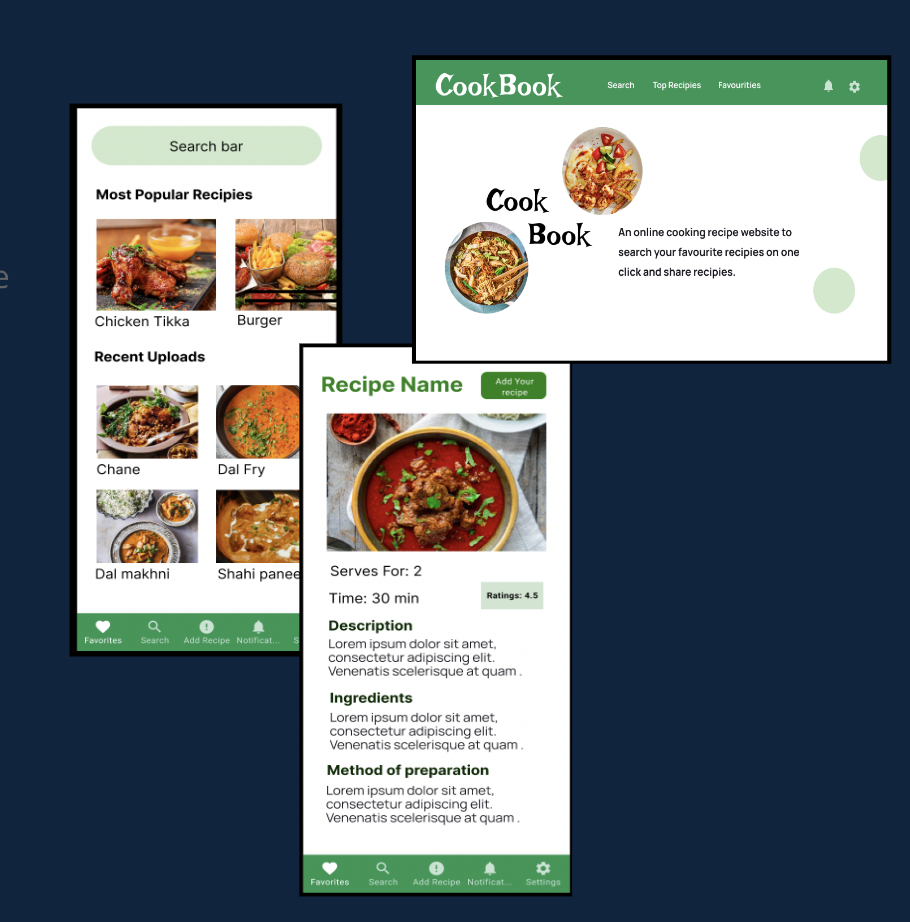 e
CookBook
Search Top Recipies Favourities
Cook
Book
An online cooking recipe website to
search your favourite recipies on one
click and share recipies.
Search bar
Most Popular Recipies
Chicken Tikka Burger
Recent Uploads
Chane Dal Fry
Dal makhni Shahi panee
Favorites Search Add Recipe Notificat... S
Recipe Name
Add Your
recipe
Serves For: 2
Time: 30 min
Ratings: 4.5
Description
Lorem ipsum dolor sit amet,
consectetur adipiscing elit.
Venenatis scelerisque at quam .
Ingredients
Lorem ipsum dolor sit amet,
consectetur adipiscing elit.
Venenatis scelerisque at quam .
Method of preparation
Lorem ipsum dolor sit amet,
consectetur adipiscing elit.
Venenatis scelerisque at quam .
Favorites Search Add Recipe Notificat... Settings